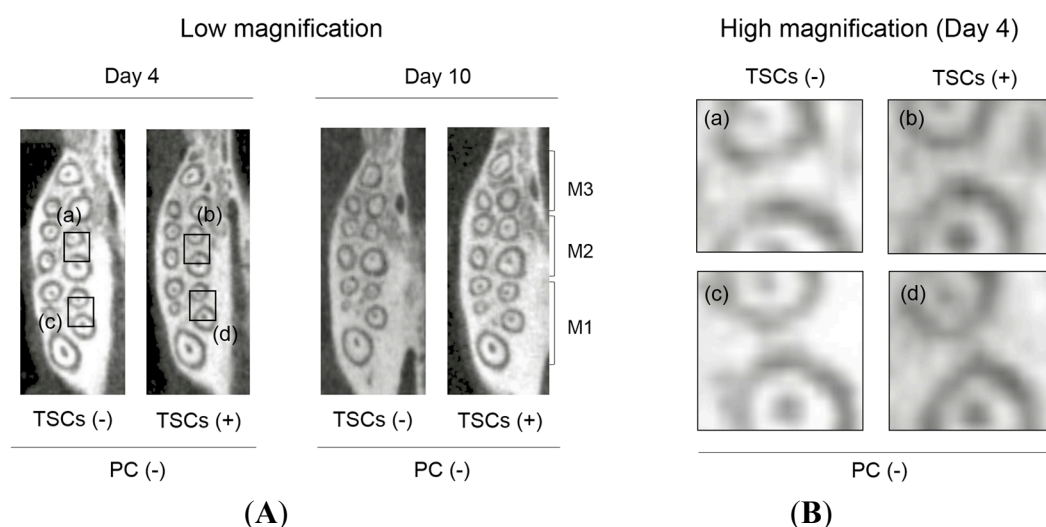 Low magnification
Day 4
Day 10
(a)
(b)
(c)
(d)
M3
M2
M1
TSCs (-)
TSCs (+)
TSCs (-)
TSCs (+)
PC (-)
PC (-)
(A)
High magnification (Day 4)
TSCs (-)
TSCs (+)
(a)
(b)
(c)
(d)
PC (-)
(B)